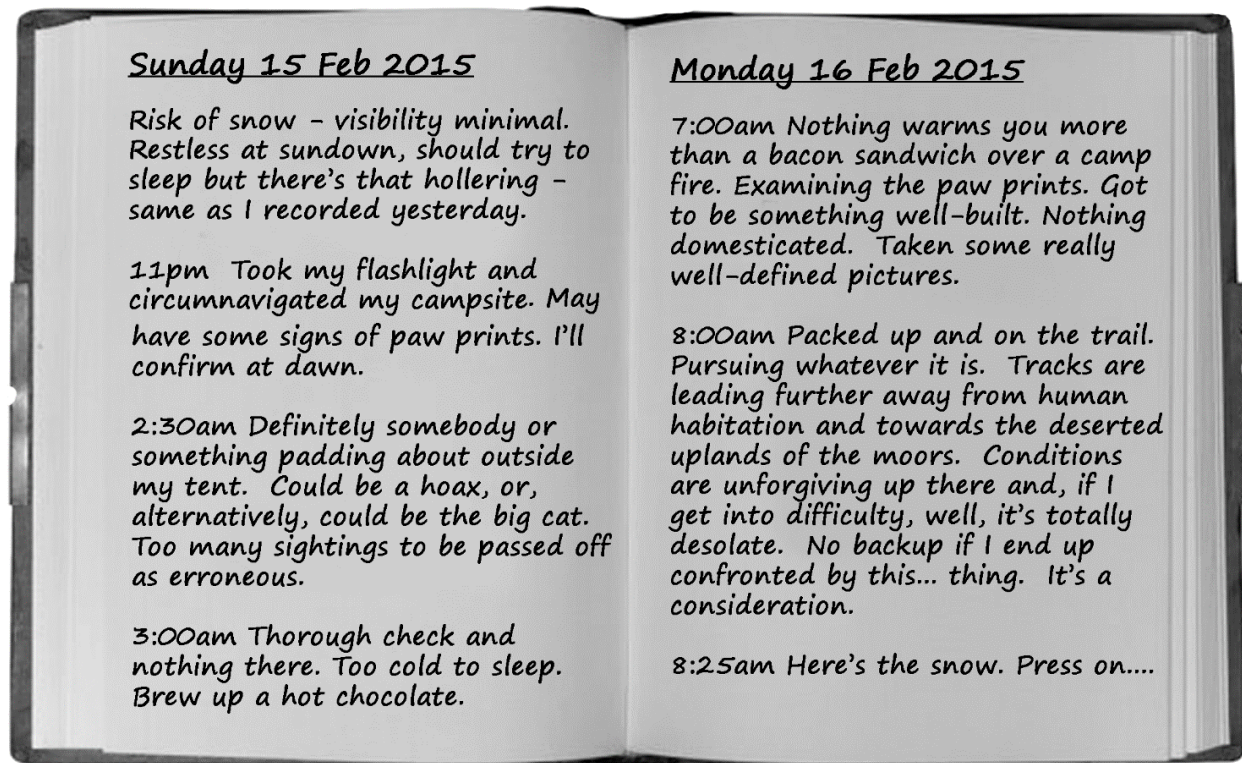 Sunday 15 Feb 2015
Risk of snow - visibility minimal.
Restless at sundown, should try to
sleep but there's that hollering -
same as I recorded yesterday.
11pm  Took my flashlight and
circumnavigated my campsite. May
have some signs of paw prints. I'll
confirm at dawn.
2:30am Definitely somebody or
something padding about outside
my tent.  Could be a hoax, or,
alternatively, could be the big cat.
Too many sightings to be passed off
as erroneous.
3:00am Thorough check and
nothing there. Too cold to sleep.
Brew up a hot chocolate.
Monday 16 Feb 2015
7:00am Nothing warms you more
than a bacon sandwich over a camp
fire. Examining the paw prints. Got
to be something well-built. Nothing
domesticated.  Taken some really
well-defined pictures.
8:00am Packed up and on the trail.
Pursuing whatever it is.  Tracks are
leading further away from human
habitation and towards the deserted
uplands of the moors.  Conditions
are unforgiving up there and, if I
get into difficulty, well, it's totally
desolate.  No backup if I end up
confronted by this... thing.  It's a
consideration.
8:25am Here's the snow. Press on....